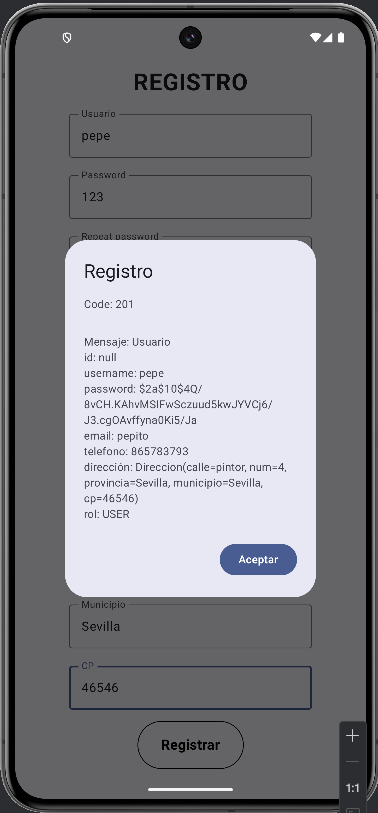 REGISTRO
Usuario
pepe
Password
123
Repeat password
Registro
Code: 201
Mensaje: Usuario
id: null
username: pepe
password: $2a$10$4Q/
8vCH.KAhvMSIFwSczuud5kwJYVCj6/
J3.cgOAvffyna0Ki5/Ja
email: pepito
telefono: 865783793
dirección: Direccion(calle=pintor, num=4,
provincia=Sevilla, municipio=Sevilla,
cp=46546)
rol: USER
Aceptar
Municipio
Sevilla
CP
46546
Registrar
1:1